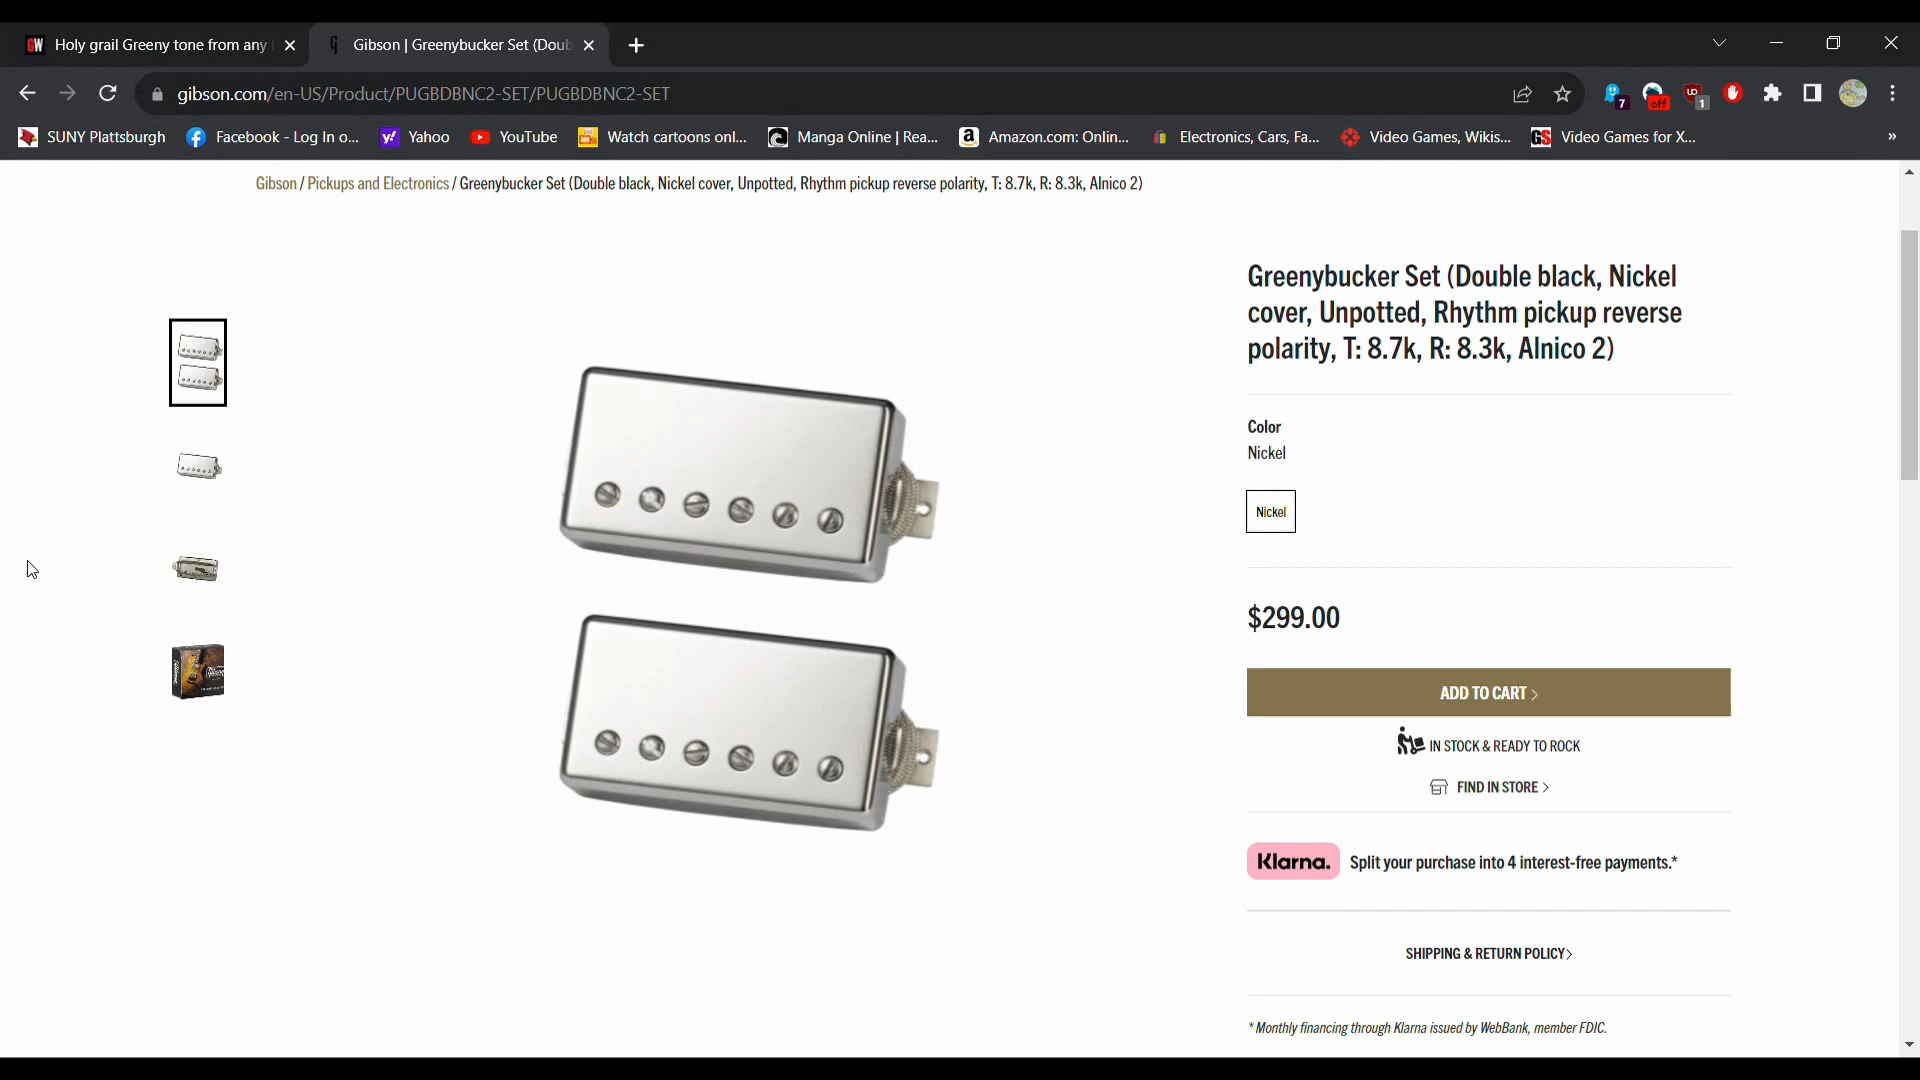 Holy grail Greeny tone from any
Gibson | Greenybucker Set (Doub
gibson.com/en-US/Product/PUGBDBNC2-SET/PUGBDBNC2-SET
7
off
1
SUNY Plattsburgh
Facebook - Log In o...
Yahoo
YouTube
Watch cartoons onl...
Manga Online | Rea...
Amazon.com: Onlin...
Electronics, Cars, Fa...
Video Games, Wikis...
Video Games for X...
Gibson / Pickups and Electronics / Greenybucker Set (Double black, Nickel cover, Unpotted, Rhythm pickup reverse polarity, T: 8.7k, R: 8.3k, Alnico 2)
Greenybucker Set (Double black, Nickel
cover, Unpotted, Rhythm pickup reverse
polarity, T: 8.7k, R: 8.3k, Alnico 2)
Color
Nickel
Nickel
$299.00
ADD TO CART >
IN STOCK & READY TO ROCK
FIND IN STORE >
Klarna. Split your purchase into 4 interest-free payments.*
SHIPPING & RETURN POLICY>
* Monthly financing through Klarna issued by WebBank, member FDIC.